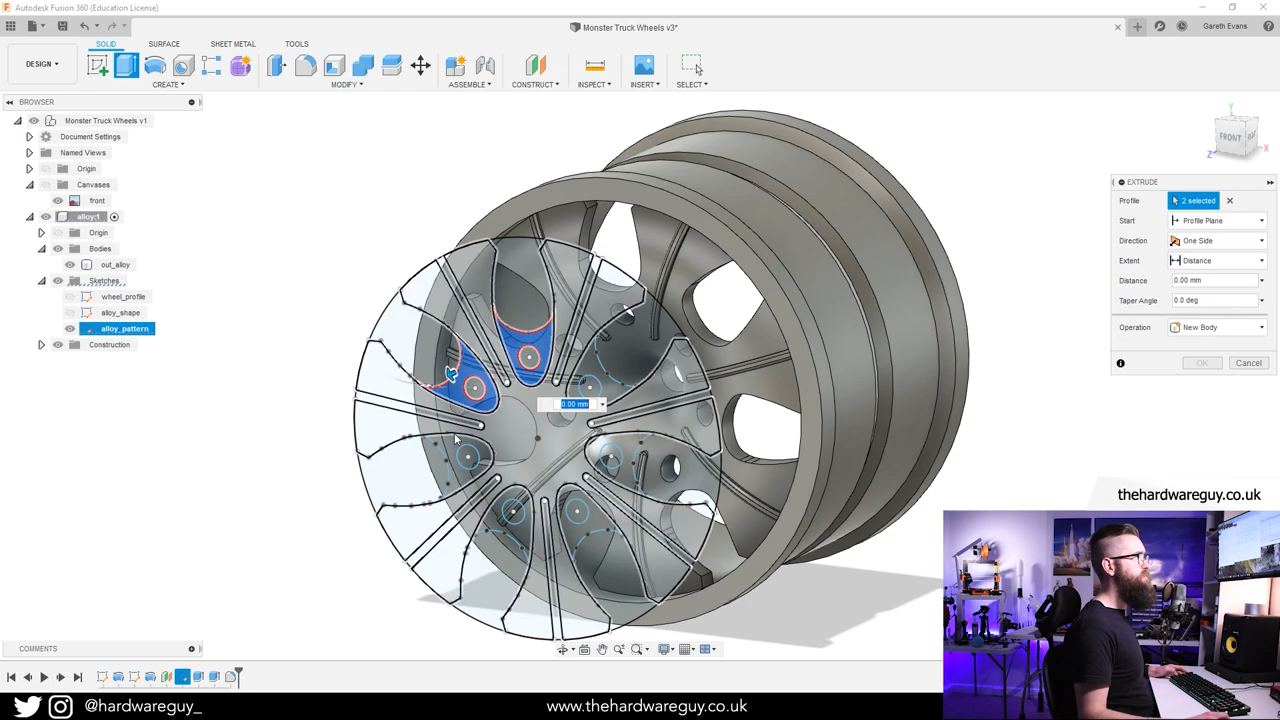 Autodesk Fusion 360 (Education License)
Monster Truck Wheels v3*
Gareth Evans
DESIGN
SOLID
SURFACE
SHEET METAL
TOOLS
CREATE
MODIFY
ASSEMBLE
CONSTRUCT
INSPECT
INSERT
SELECT
BROWSER
Monster Truck Wheels v1
Document Settings
Named Views
Origin
Canvases
front
alloy:1
Origin
Bodies
out_alloy
Sketches
wheel_profile
alloy_shape
alloy_pattern
Construction
0.00 mm
Y
FRONT
X
Z
EXTRUDE
Profile 2 selected
Start Profile Plane
Direction One Side
Extent Distance
Distance 0.00 mm
Taper Angle 0.0 deg
Operation New Body
OK Cancel
thehardwareguy.co.uk
COMMENTS
@hardwareguy_
www.thehardwareguy.co.uk